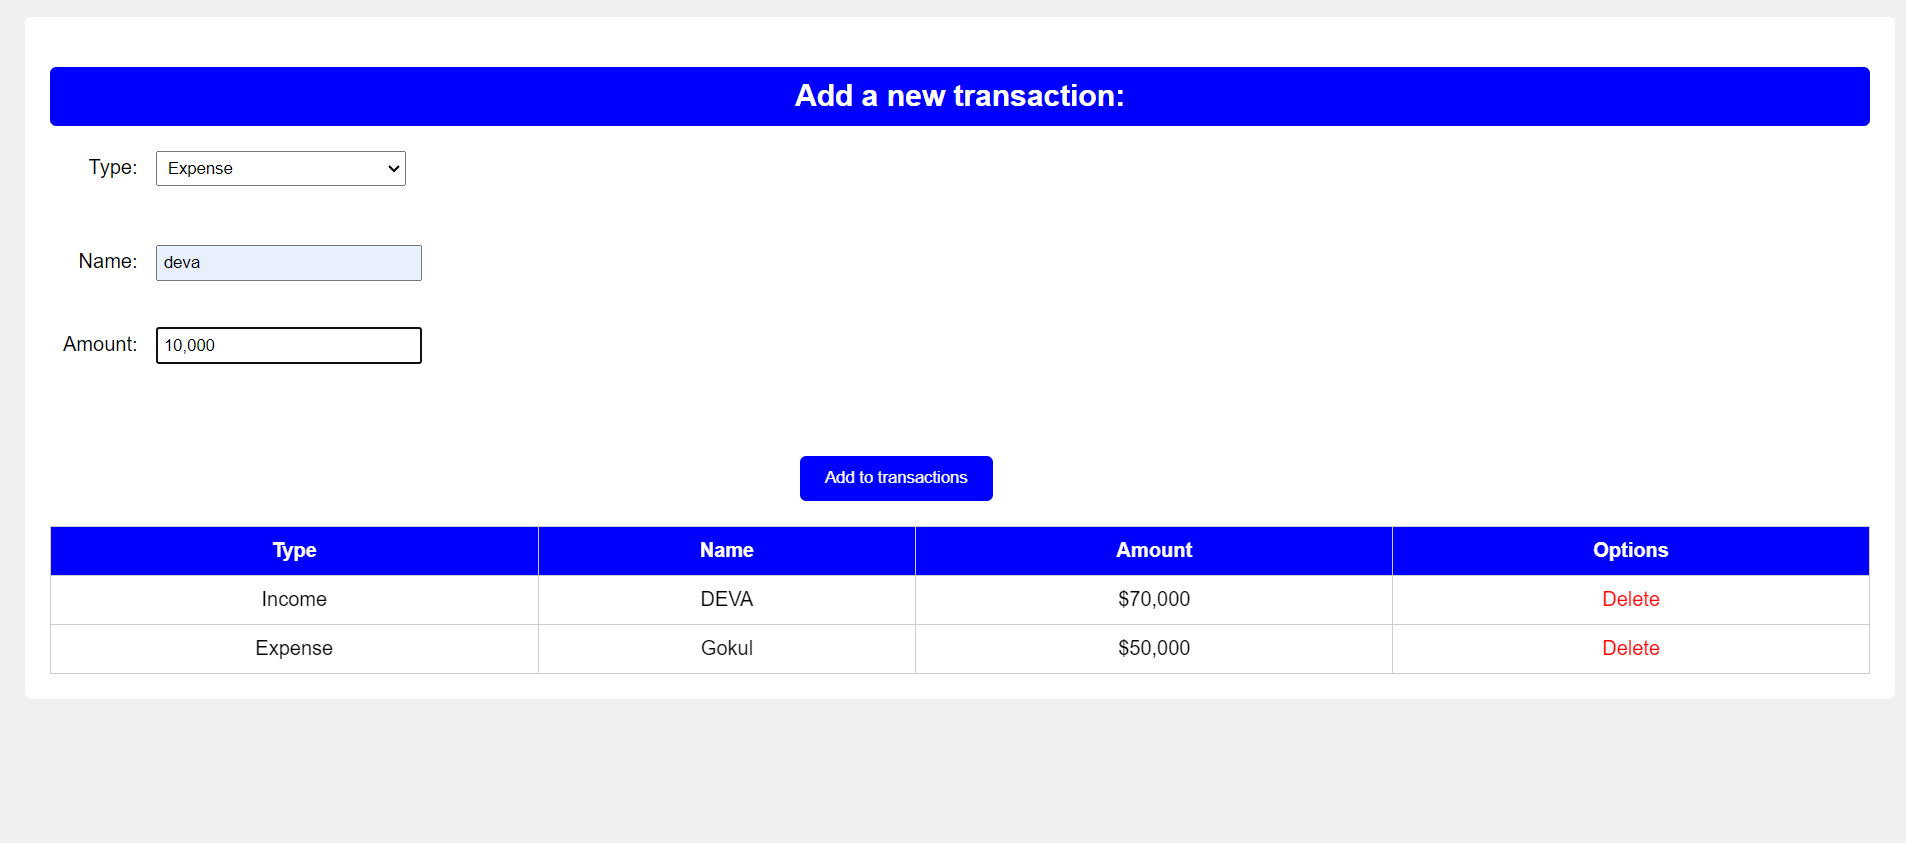 Add a new transaction:
Type: Expense
Name: deva
Amount: 10,000
Add to transactions
Type Name Amount Options
Income DEVA $70,000 Delete
Expense Gokul $50,000 Delete